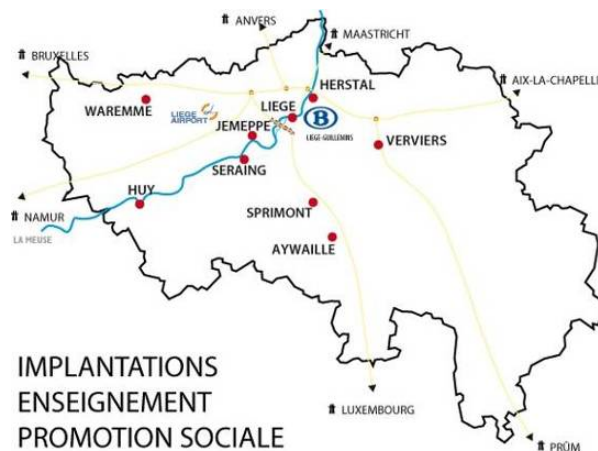 ANVERS
MAASTRICHT
BRUXELLES
HERSTAL
AIX-LA-CHAPELLE
WAREMME
LIEGE AIRPORT
LIEGE
B
JEMEPPE
LIEGE-GUILLEMINS
VERVIERS
SERAING
HUY
SPRIMONT
NAMUR
LA MEUSE
AYWAILLE
IMPLANTATIONS
ENSEIGNEMENT
PROMOTION SOCIALE
LUXEMBOURG
PRÜM